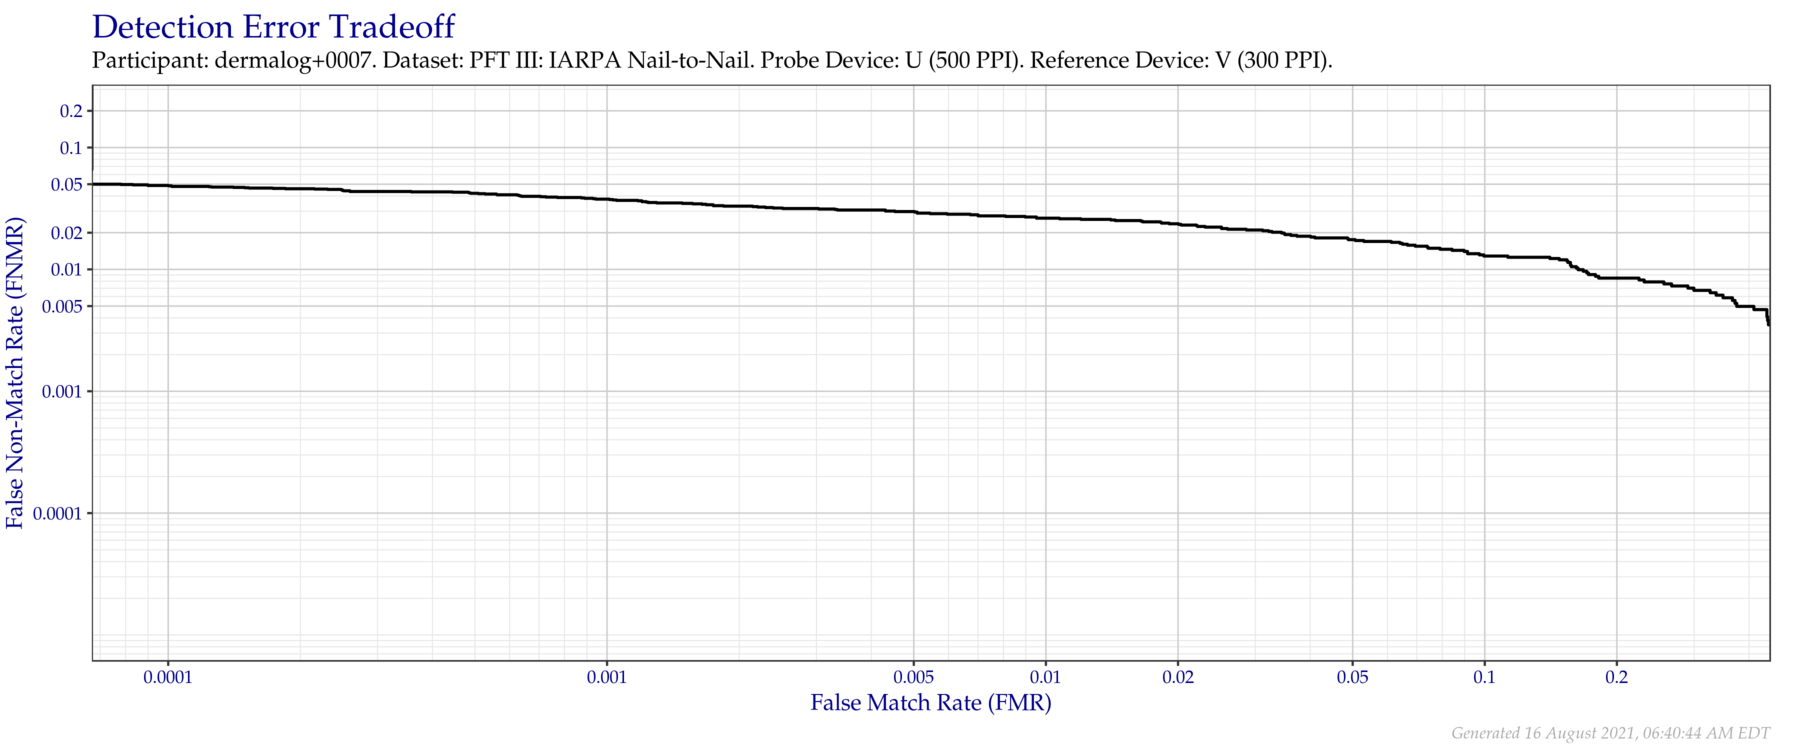 Detection Error Tradeoff
Participant: dermalog+0007. Dataset: PFT III: IARPA Nail-to-Nail. Probe Device: U (500 PPI). Reference Device: V (300 PPI).
False Non-Match Rate (FNMR)
0.2
0.1
0.05
0.02
0.01
0.005
0.001
0.0001
0.0001 0.001 0.005 0.01 0.02 0.05 0.1 0.2
False Match Rate (FMR)
Generated 16 August 2021, 06:40:44 AM EDT